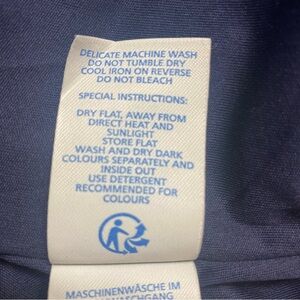 DELICATE MACHINE WASH
DO NOT TUMBLE DRY
COOL IRON ON REVERSE
DO NOT BLEACH
SPECIAL INSTRUCTIONS:
DRY FLAT, AWAY FROM
DIRECT HEAT AND
SUNLIGHT
STORE FLAT
WASH AND DRY DARK
COLOURS SEPARATELY AND
INSIDE OUT
USE DETERGENT
RECOMMENDED FOR
COLOURS
MASCHINENWÄSCHE IM